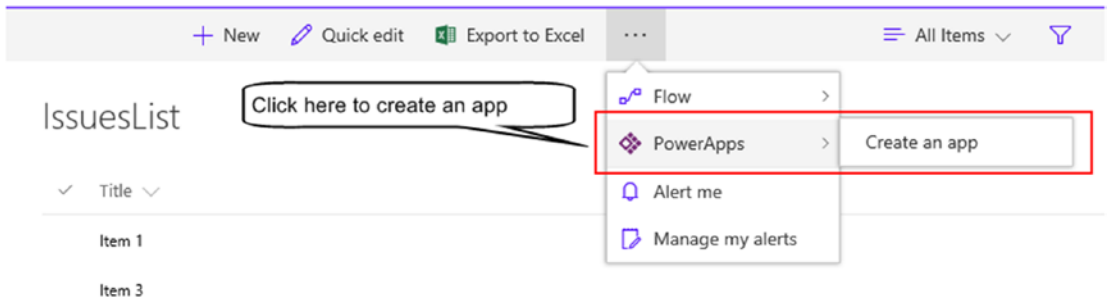 New Quick edit Export to Excel ... All Items
IssuesList
Click here to create an app
Flow
PowerApps
Create an app
Title
Alert me
Item 1
Manage my alerts
Item 3